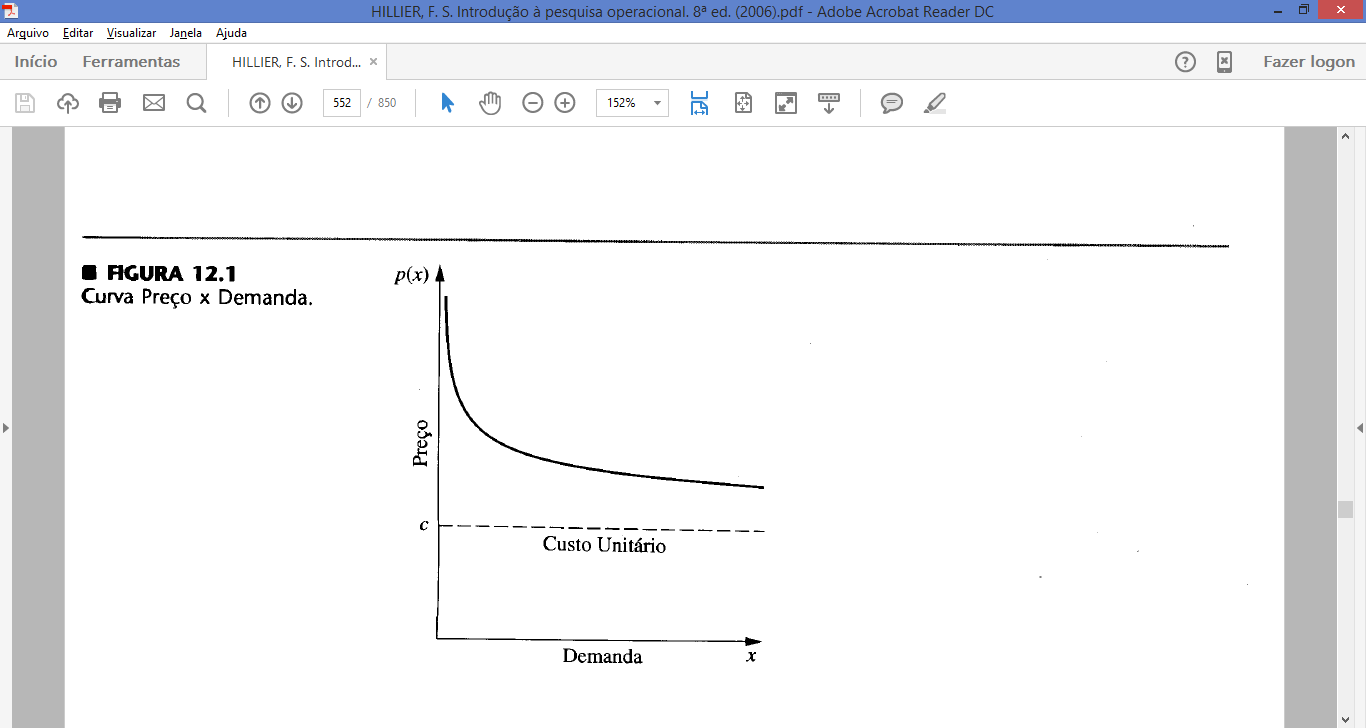 HILLIER, F. S. Introdução à pesquisa operacional. 8ª ed. (2006).pdf - Adobe Acrobat Reader DC
Arquivo Editar Visualizar Janela Ajuda
Início Ferramentas HILLIER, F. S. Introd... × Fazer logon
552 / 850 152%
■ FIGURA 12.1
Curva Preço x Demanda.
p(x)
Preço
c
Custo Unitário
Demanda x